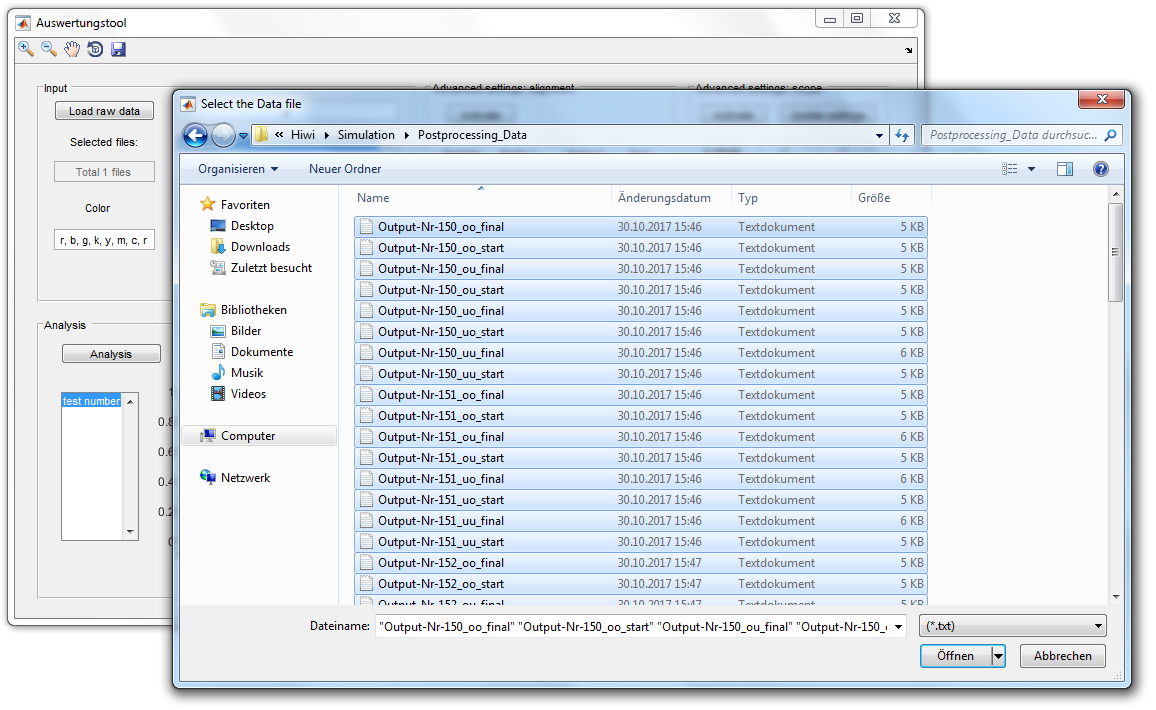 Auswertungstool
Input
Load raw data
Selected files:
Total 1 files
Color
r, b, g, k, y, m, c, r
Analysis
Analysis
test number
1
0.8
0.6
0.4
0.2
0
Advanced settings: alignment
Advanced settings: scope
Select the Data file
« Hiwi Simulation Postprocessing_Data
Postprocessing_Data durchsuc...
Organisieren Neuer Ordner
Favoriten
Desktop
Downloads
Zuletzt besucht
Bibliotheken
Bilder
Dokumente
Musik
Videos
Computer
Netzwerk
Name Änderungsdatum Typ Größe
Output-Nr-150_oo_final 30.10.2017 15:46 Textdokument 5 KB
Output-Nr-150_oo_start 30.10.2017 15:46 Textdokument 5 KB
Output-Nr-150_ou_final 30.10.2017 15:46 Textdokument 5 KB
Output-Nr-150_ou_start 30.10.2017 15:46 Textdokument 5 KB
Output-Nr-150_uo_final 30.10.2017 15:46 Textdokument 5 KB
Output-Nr-150_uo_start 30.10.2017 15:46 Textdokument 5 KB
Output-Nr-150_uu_final 30.10.2017 15:46 Textdokument 6 KB
Output-Nr-150_uu_start 30.10.2017 15:46 Textdokument 5 KB
Output-Nr-151_oo_final 30.10.2017 15:46 Textdokument 5 KB
Output-Nr-151_oo_start 30.10.2017 15:46 Textdokument 5 KB
Output-Nr-151_ou_final 30.10.2017 15:46 Textdokument 6 KB
Output-Nr-151_ou_start 30.10.2017 15:46 Textdokument 5 KB
Output-Nr-151_uo_final 30.10.2017 15:46 Textdokument 6 KB
Output-Nr-151_uo_start 30.10.2017 15:46 Textdokument 5 KB
Output-Nr-151_uu_final 30.10.2017 15:46 Textdokument 6 KB
Output-Nr-151_uu_start 30.10.2017 15:46 Textdokument 5 KB
Output-Nr-152_oo_final 30.10.2017 15:47 Textdokument 5 KB
Output-Nr-152_oo_start 30.10.2017 15:47 Textdokument 5 KB
Output-Nr-152_ou_final 30.10.2017 15:47 Textdokument 5 KB
Dateiname: "Output-Nr-150_oo_final" "Output-Nr-150_oo_start" "Output-Nr-150_ou_final" "Output-Nr-150_
(*.txt)
Öffnen Abbrechen